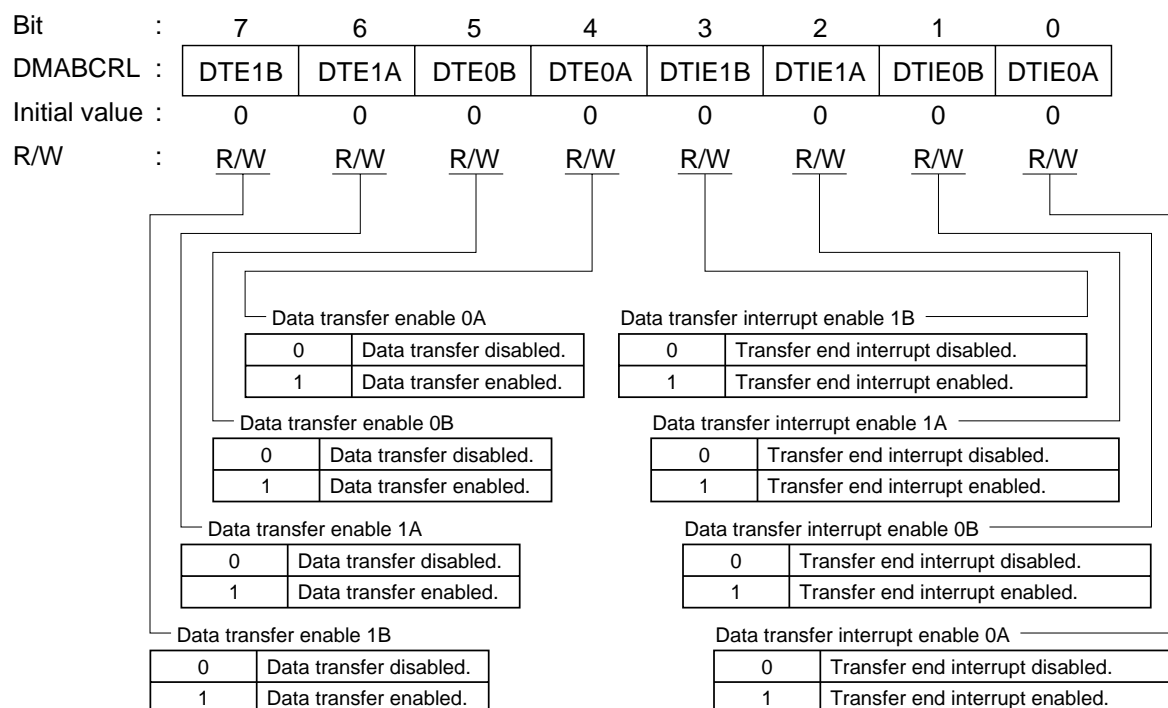 Bit : 7 6 5 4 3 2 1 0
DMABCRL : DTE1B DTE1A DTE0B DTE0A DTIE1B DTIE1A DTIE0B DTIE0A
Initial value : 0 0 0 0 0 0 0 0
R/W : R/W R/W R/W R/W R/W R/W R/W R/W
Data transfer enable 0A
0 Data transfer disabled.
1 Data transfer enabled.
Data transfer interrupt enable 1B
0 Transfer end interrupt disabled.
1 Transfer end interrupt enabled.
Data transfer enable 0B
0 Data transfer disabled.
1 Data transfer enabled.
Data transfer interrupt enable 1A
0 Transfer end interrupt disabled.
1 Transfer end interrupt enabled.
Data transfer enable 1A
0 Data transfer disabled.
1 Data transfer enabled.
Data transfer interrupt enable 0B
0 Transfer end interrupt disabled.
1 Transfer end interrupt enabled.
Data transfer enable 1B
0 Data transfer disabled.
1 Data transfer enabled.
Data transfer interrupt enable 0A
0 Transfer end interrupt disabled.
1 Transfer end interrupt enabled.